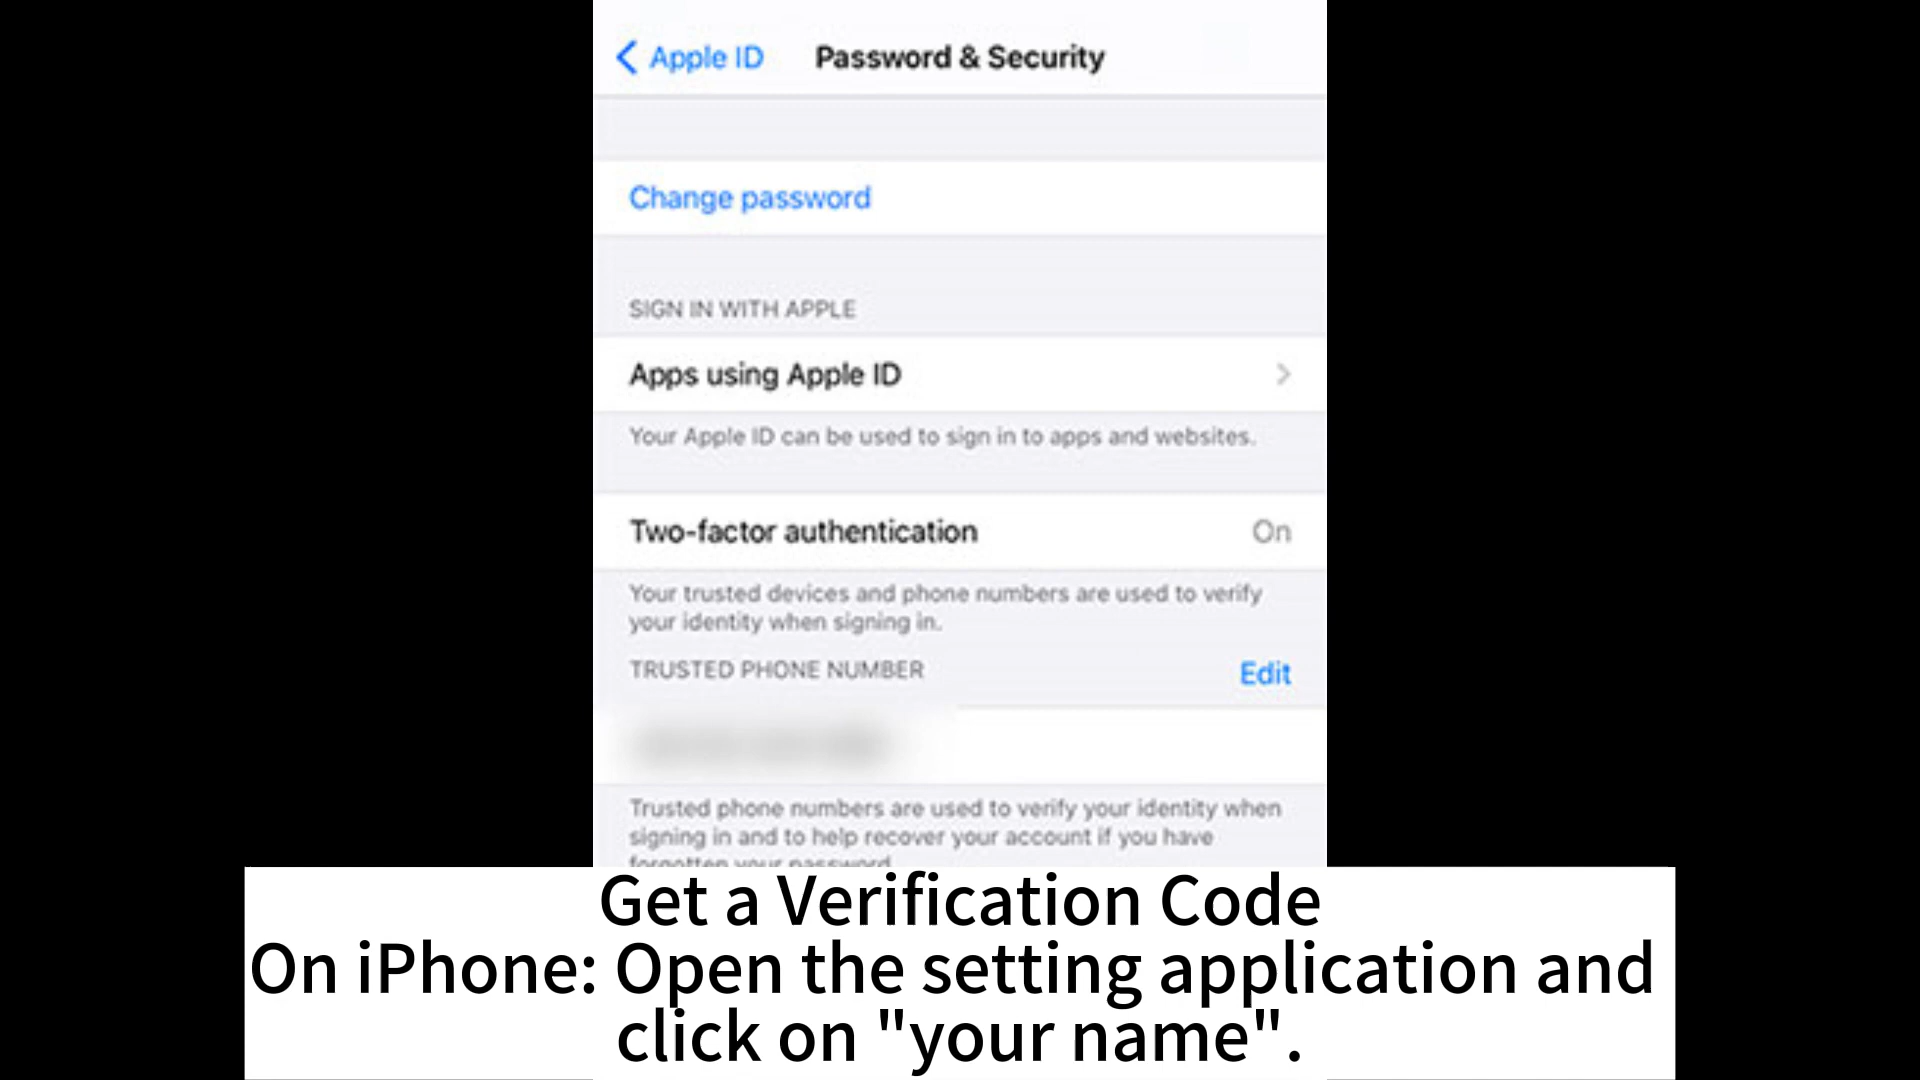 Apple ID
Password & Security
Change password
SIGN IN WITH APPLE
Apps using Apple ID
Your Apple ID can be used to sign in to apps and websites.
Two-factor authentication On
Your trusted devices and phone numbers are used to verify
your identity when signing in.
TRUSTED PHONE NUMBER Edit
Trusted phone numbers are used to verify your identity when
signing in and to help recover your account if you have
forgotten your password.
Get a Verification Code
On iPhone: Open the setting application and
click on "your name".